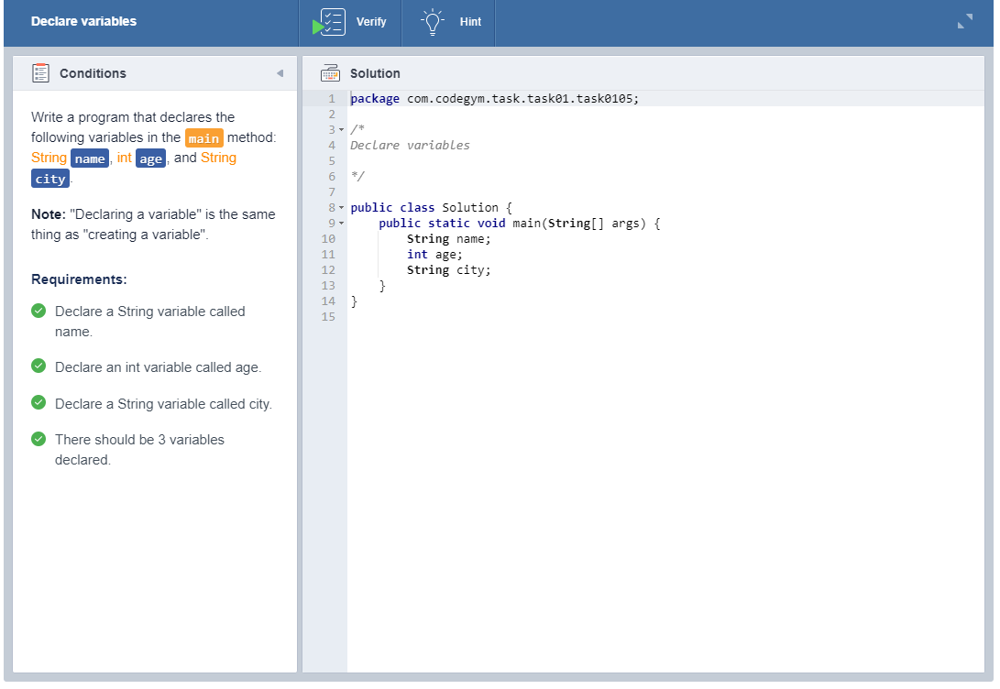 Declare variables
Verify
Hint
Conditions
Write a program that declares the
following variables in the main method:
String name, int age, and String
city.
Note: "Declaring a variable" is the same
thing as "creating a variable".
Requirements:
Declare a String variable called
name.
Declare an int variable called age.
Declare a String variable called city.
There should be 3 variables
declared.
Solution
1 package com.codegym.task.task01.task0105;
2
3 /*
4 Declare variables
5
6 */
7
8 public class Solution {
9     public static void main(String[] args) {
10         String name;
11         int age;
12         String city;
13     }
14 }
15